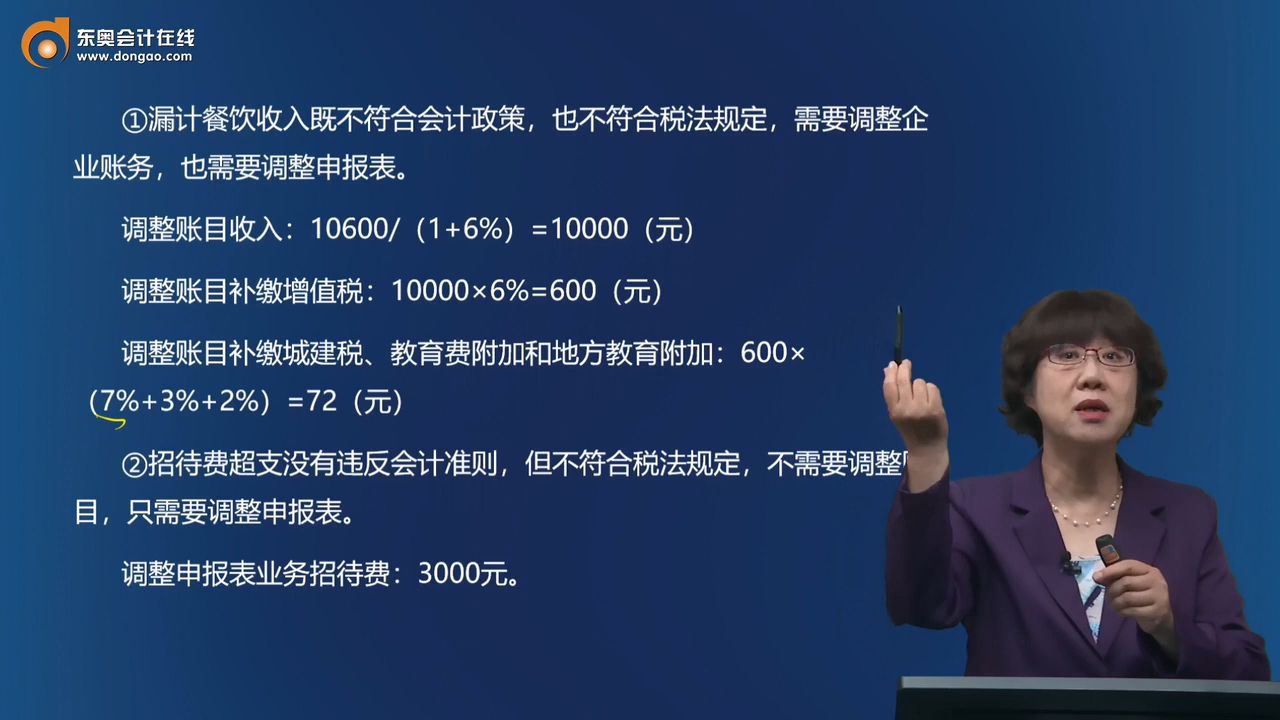 东奥会计在线
www.dongao.com
①漏计餐饮收入既不符合会计政策，也不符合税法规定，需要调整企
业账务，也需要调整申报表。
调整账目收入：10600/（1+6%）=10000（元）
调整账目补缴增值税：10000×6%=600（元）
调整账目补缴城建税、教育费附加和地方教育附加：600×
（7%+3%+2%）=72（元）
②招待费超支没有违反会计准则，但不符合税法规定，不需要调整
目，只需要调整申报表。
调整申报表业务招待费：3000元。